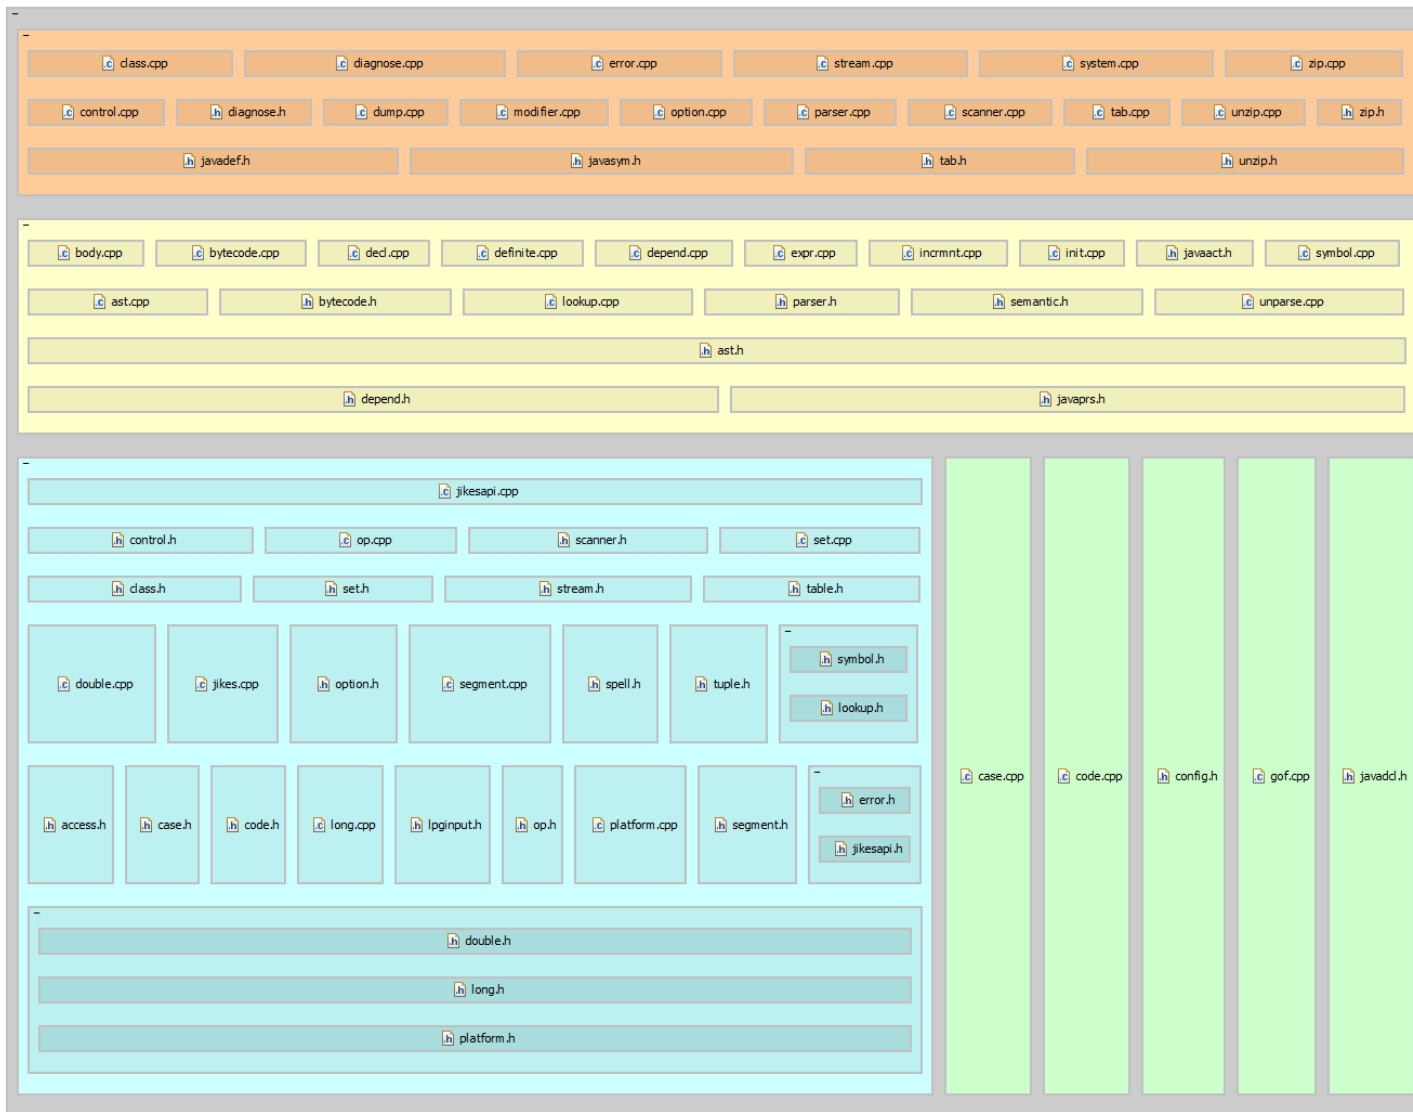 class.cpp diagnose.cpp error.cpp stream.cpp system.cpp zip.cpp
control.cpp diagnose.h dump.cpp modifier.cpp option.cpp parser.cpp scanner.cpp tab.cpp unzip.cpp zip.h
javadef.h javasym.h tab.h unzip.h
body.cpp bytecode.cpp decl.cpp definite.cpp depend.cpp expr.cpp incrmnt.cpp init.cpp javaact.h symbol.cpp
ast.cpp bytecode.h lookup.cpp parser.h semantic.h unparse.cpp
ast.h
depend.h javaprs.h
jikesapi.cpp
control.h op.cpp scanner.h set.cpp
class.h set.h stream.h table.h
symbol.h
double.cpp jikes.cpp option.h segment.cpp spell.h tuple.h
lookup.h
case.cpp code.cpp config.h gof.cpp javadcl.h
error.h
access.h case.h code.h long.cpp lpginput.h op.h platform.cpp segment.h
jikesapi.h
double.h
long.h
platform.h